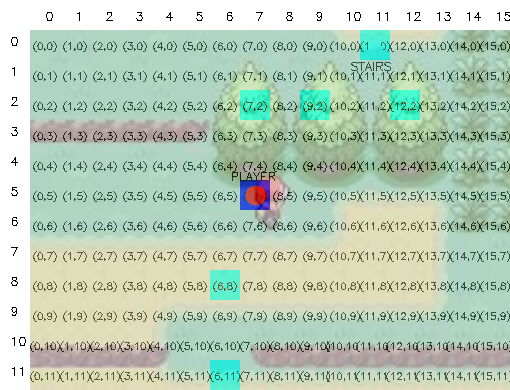 0 1 2 3 4 5 6 7 8 9 10 11 12 13 14 15
0 (0,0) (1,0) (2,0) (3,0) (4,0) (5,0) (6,0) (7,0) (8,0) (9,0) (10,0) (12,0) (13,0) (14,0) (15,0)
STAIRS
1 (0,1) (1,1) (2,1) (3,1) (4,1) (5,1) (6,1) (7,1) (8,1) (9,1) (10,1) (11,1) (12,1) (13,1) (14,1) (15,1)
2 (0,2) (1,2) (2,2) (3,2) (4,2) (5,2) (6,2) (7,2) (8,2) (9,2) (10,2) (11,2) (12,2) (13,2) (14,2) (15,2)
3 (0,3) (1,3) (2,3) (3,3) (4,3) (5,3) (6,3) (7,3) (8,3) (9,3) (10,3) (11,3) (12,3) (13,3) (14,3) (15,3)
4 (0,4) (1,4) (2,4) (3,4) (4,4) (5,4) (6,4) (7,4) (8,4) (9,4) (10,4) (11,4) (12,4) (13,4) (14,4) (15,4)
PLAYER
5 (0,5) (1,5) (2,5) (3,5) (4,5) (5,5) (6,5) (8,5) (9,5) (10,5) (11,5) (12,5) (13,5) (14,5) (15,5)
6 (0,6) (1,6) (2,6) (3,6) (4,6) (5,6) (6,6) (7,6) (8,6) (9,6) (10,6) (11,6) (12,6) (13,6) (14,6) (15,6)
7 (0,7) (1,7) (2,7) (3,7) (4,7) (5,7) (6,7) (7,7) (8,7) (9,7) (10,7) (11,7) (12,7) (13,7) (14,7) (15,7)
8 (0,8) (1,8) (2,8) (3,8) (4,8) (5,8) (6,8) (7,8) (8,8) (9,8) (10,8) (11,8) (12,8) (13,8) (14,8) (15,8)
9 (0,9) (1,9) (2,9) (3,9) (4,9) (5,9) (6,9) (7,9) (8,9) (9,9) (10,9) (11,9) (12,9) (13,9) (14,9) (15,9)
10 (0,10) (1,10) (2,10) (3,10) (4,10) (5,10) (6,10) (7,10) (8,10) (9,10) (10,10) (11,10) (12,10) (13,10) (14,10) (15,10)
11 (0,11) (1,11) (2,11) (3,11) (4,11) (5,11) (6,11) (7,11) (8,11) (9,11) (10,11) (11,11) (12,11) (13,11) (14,11) (15,11)